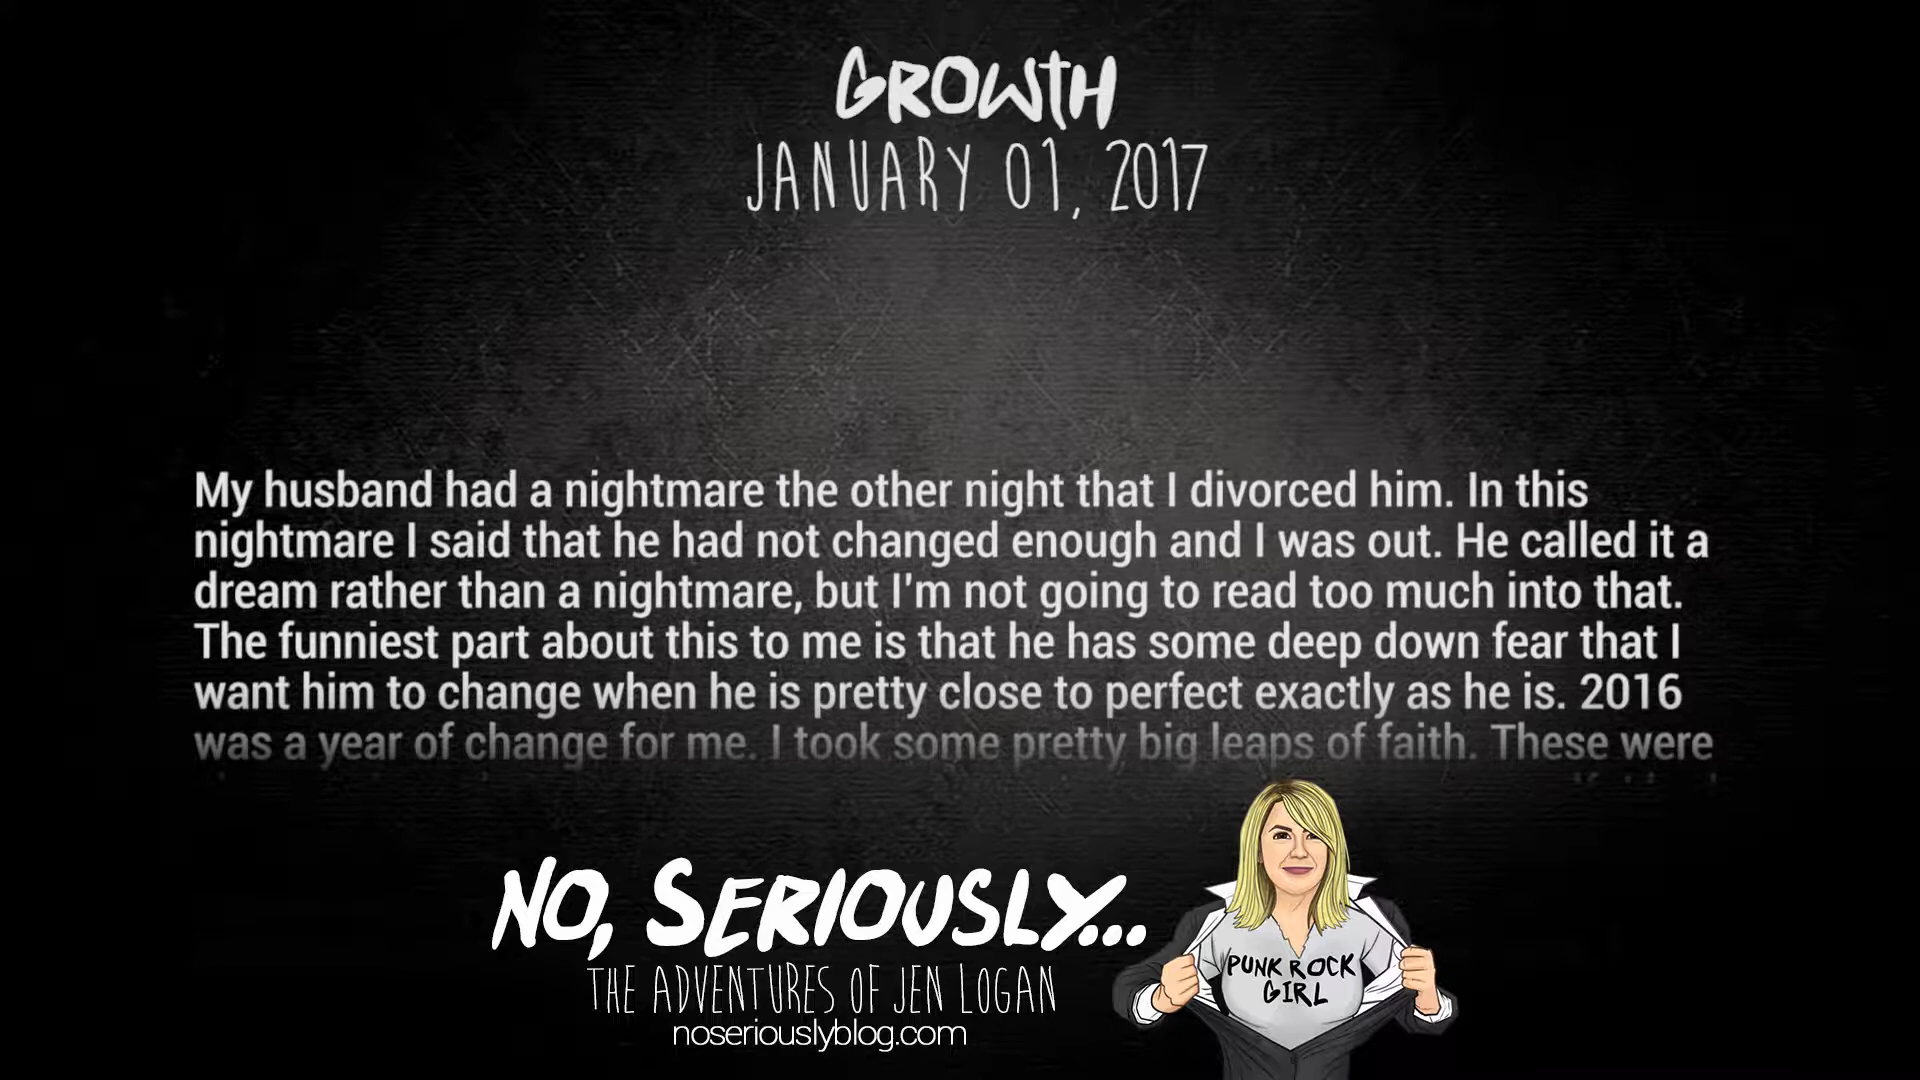 GROWTH
JANUARY 01, 2017
My husband had a nightmare the other night that I divorced him. In this
nightmare I said that he had not changed enough and I was out. He called it a
dream rather than a nightmare, but I'm not going to read too much into that.
The funniest part about this to me is that he has some deep down fear that I
want him to change when he is pretty close to perfect exactly as he is. 2016
was a year of change for me. I took some pretty big leaps of faith. These were
NO, SERIOUSLY...
THE ADVENTURES OF JEN LOGAN
noseriouslyblog.com
PUNK ROCK
GIRL